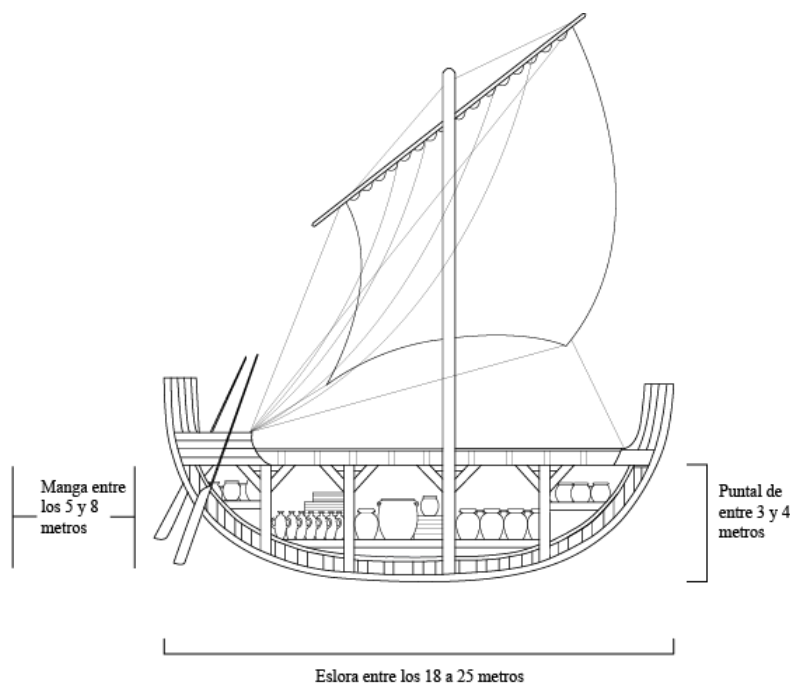 Manga entre
los 5 y 8
metros
Puntal de
entre 3 y 4
metros
Eslora entre los 18 a 25 metros